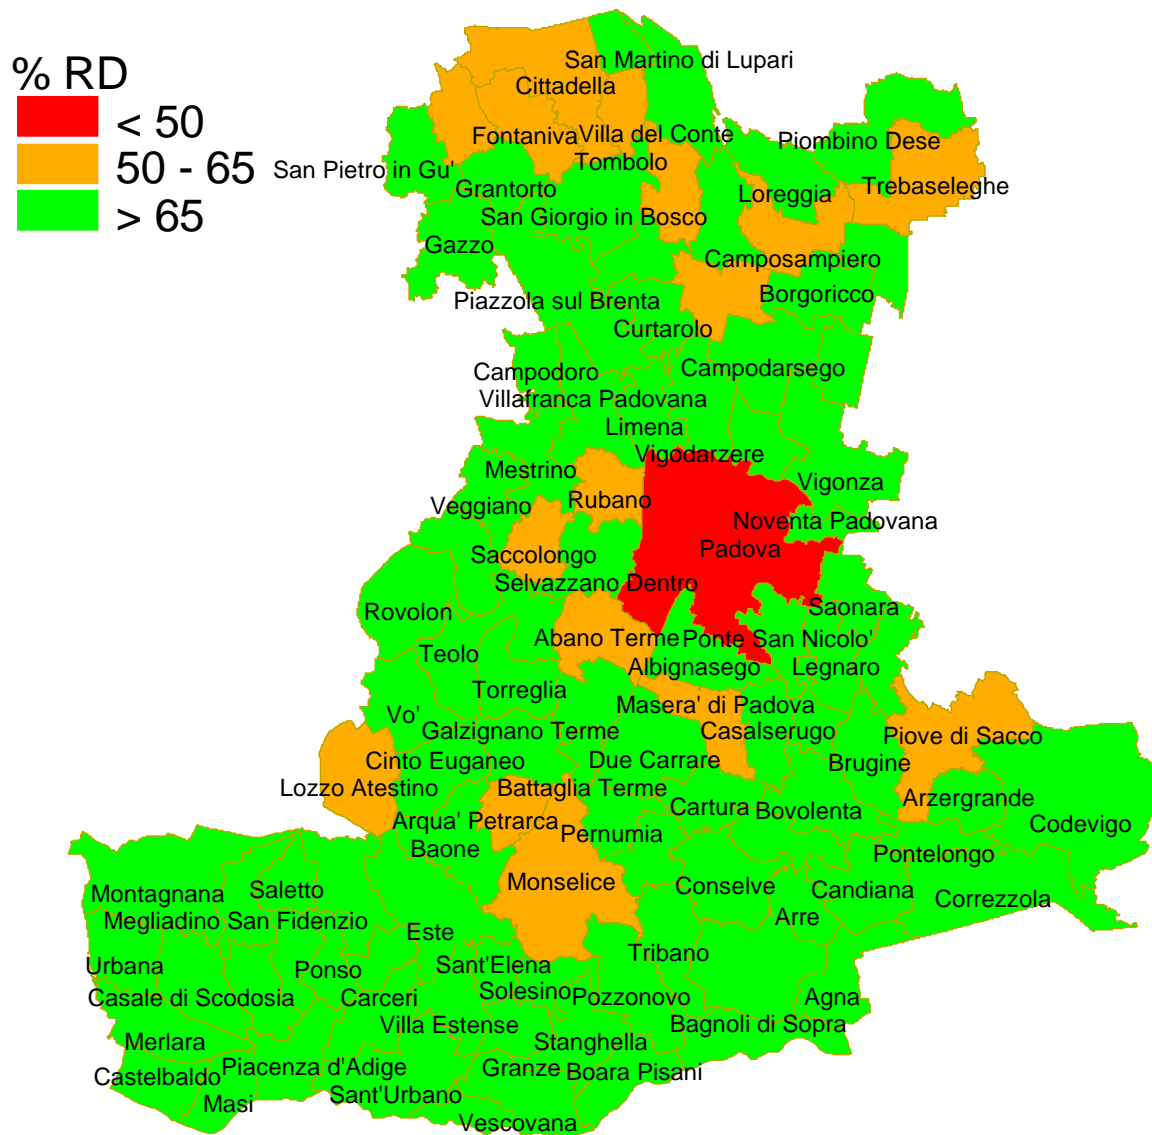 % RD
< 50
50 - 65
> 65
San Martino di Lupari
Cittadella
Fontaniva
Villa del Conte
Piombino Dese
Tombolo
San Pietro in Gu'
Grantorto
Loreggia
Trebaseleghe
San Giorgio in Bosco
Gazzo
Camposampiero
Piazzola sul Brenta
Borgoricco
Curtarolo
Campodoro
Campodarsego
Villafranca Padovana
Limena
Vigodarzere
Mestrino
Vigonza
Rubano
Veggiano
Noventa Padovana
Padova
Saccolongo
Selvazzano Dentro
Rovolon
Saonara
Abano Terme
Ponte San Nicolo'
Teolo
Albignasego
Legnaro
Torreglia
Masera' di Padova
Vo'
Galzignano Terme
Casalserugo
Piove di Sacco
Cinto Euganeo
Due Carrare
Brugine
Lozzo Atestino
Battaglia Terme
Arzergrande
Cartura
Bovolenta
Arqua' Petrarca
Pernumia
Codevigo
Baone
Pontelongo
Monselice
Conselve
Candiana
Montagnana
Saletto
Correzzola
Megliadino San Fidenzio
Arre
Este
Tribano
Urbana
Ponso
Sant'Elena
Casale di Scodosia
Carceri
Solesino
Pozzonovo
Agna
Villa Estense
Bagnoli di Sopra
Merlara
Stanghella
Castelbaldo
Piacenza d'Adige
Granze
Boara Pisani
Masi
Sant'Urbano
Vescovana